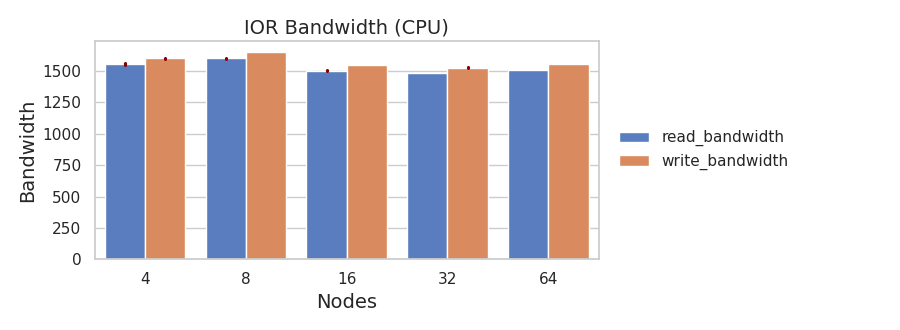 IOR Bandwidth (CPU)
Bandwidth
1500
1250
1000
750
500
250
0
4 8 16 32 64
Nodes
read_bandwidth
write_bandwidth